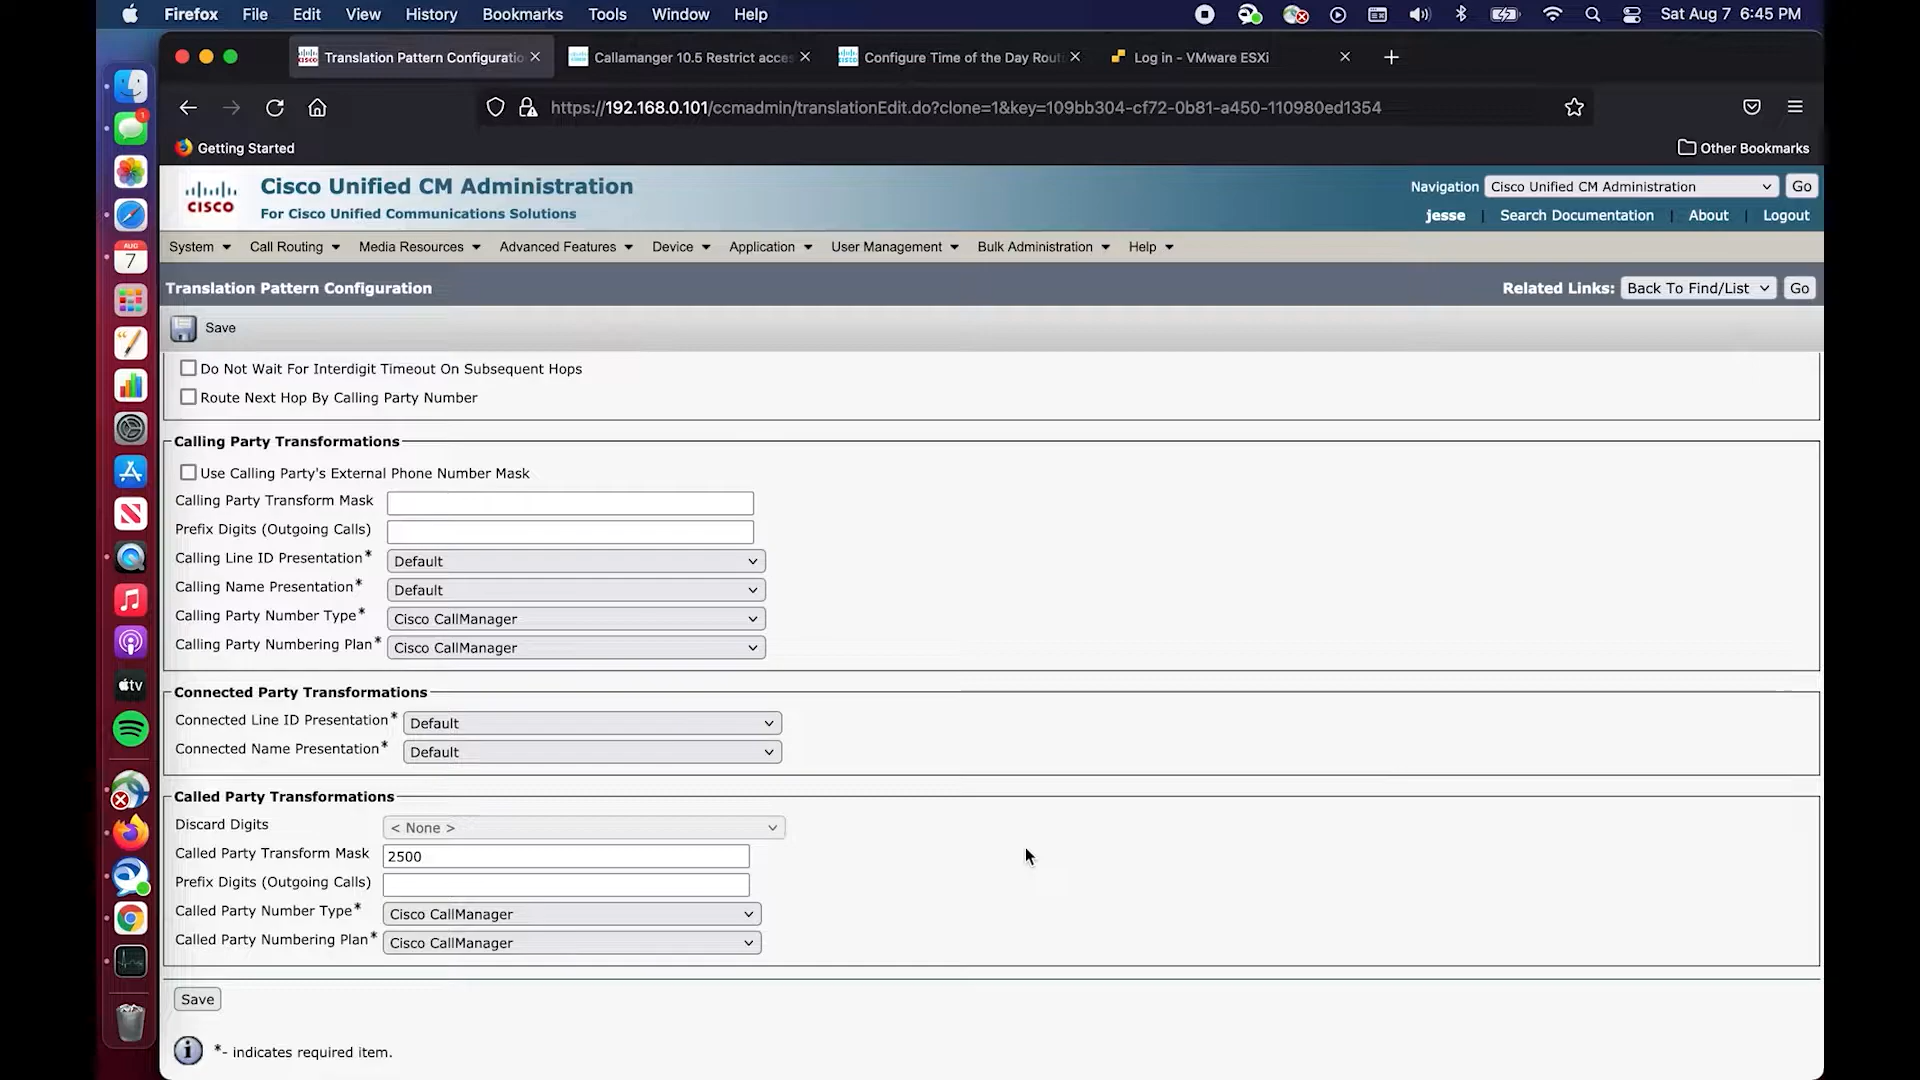 Firefox File Edit View History Bookmarks Tools Window Help Sat Aug 7 6:45 PM
Translation Pattern Configuratio Callamanger 10.5 Restrict acces Configure Time of the Day Rout Log in - VMware ESXi
https://192.168.0.101/ccmadmin/translationEdit.do?clone=1&key=109bb304-cf72-0b81-a450-110980ed1354
Getting Started Other Bookmarks
CISCO
Cisco Unified CM Administration
For Cisco Unified Communications Solutions
Navigation Cisco Unified CM Administration Go
jesse | Search Documentation | About | Logout
System Call Routing Media Resources Advanced Features Device Application User Management Bulk Administration Help
Translation Pattern Configuration
Related Links: Back To Find/List Go
Save
Do Not Wait For Interdigit Timeout On Subsequent Hops
Route Next Hop By Calling Party Number
Calling Party Transformations
Use Calling Party's External Phone Number Mask
Calling Party Transform Mask
Prefix Digits (Outgoing Calls)
Calling Line ID Presentation* Default
Calling Name Presentation* Default
Calling Party Number Type* Cisco CallManager
Calling Party Numbering Plan* Cisco CallManager
Connected Party Transformations
Connected Line ID Presentation* Default
Connected Name Presentation* Default
Called Party Transformations
Discard Digits < None >
Called Party Transform Mask 2500
Prefix Digits (Outgoing Calls)
Called Party Number Type* Cisco CallManager
Called Party Numbering Plan* Cisco CallManager
Save
*- indicates required item.
1
AUG
7
tv